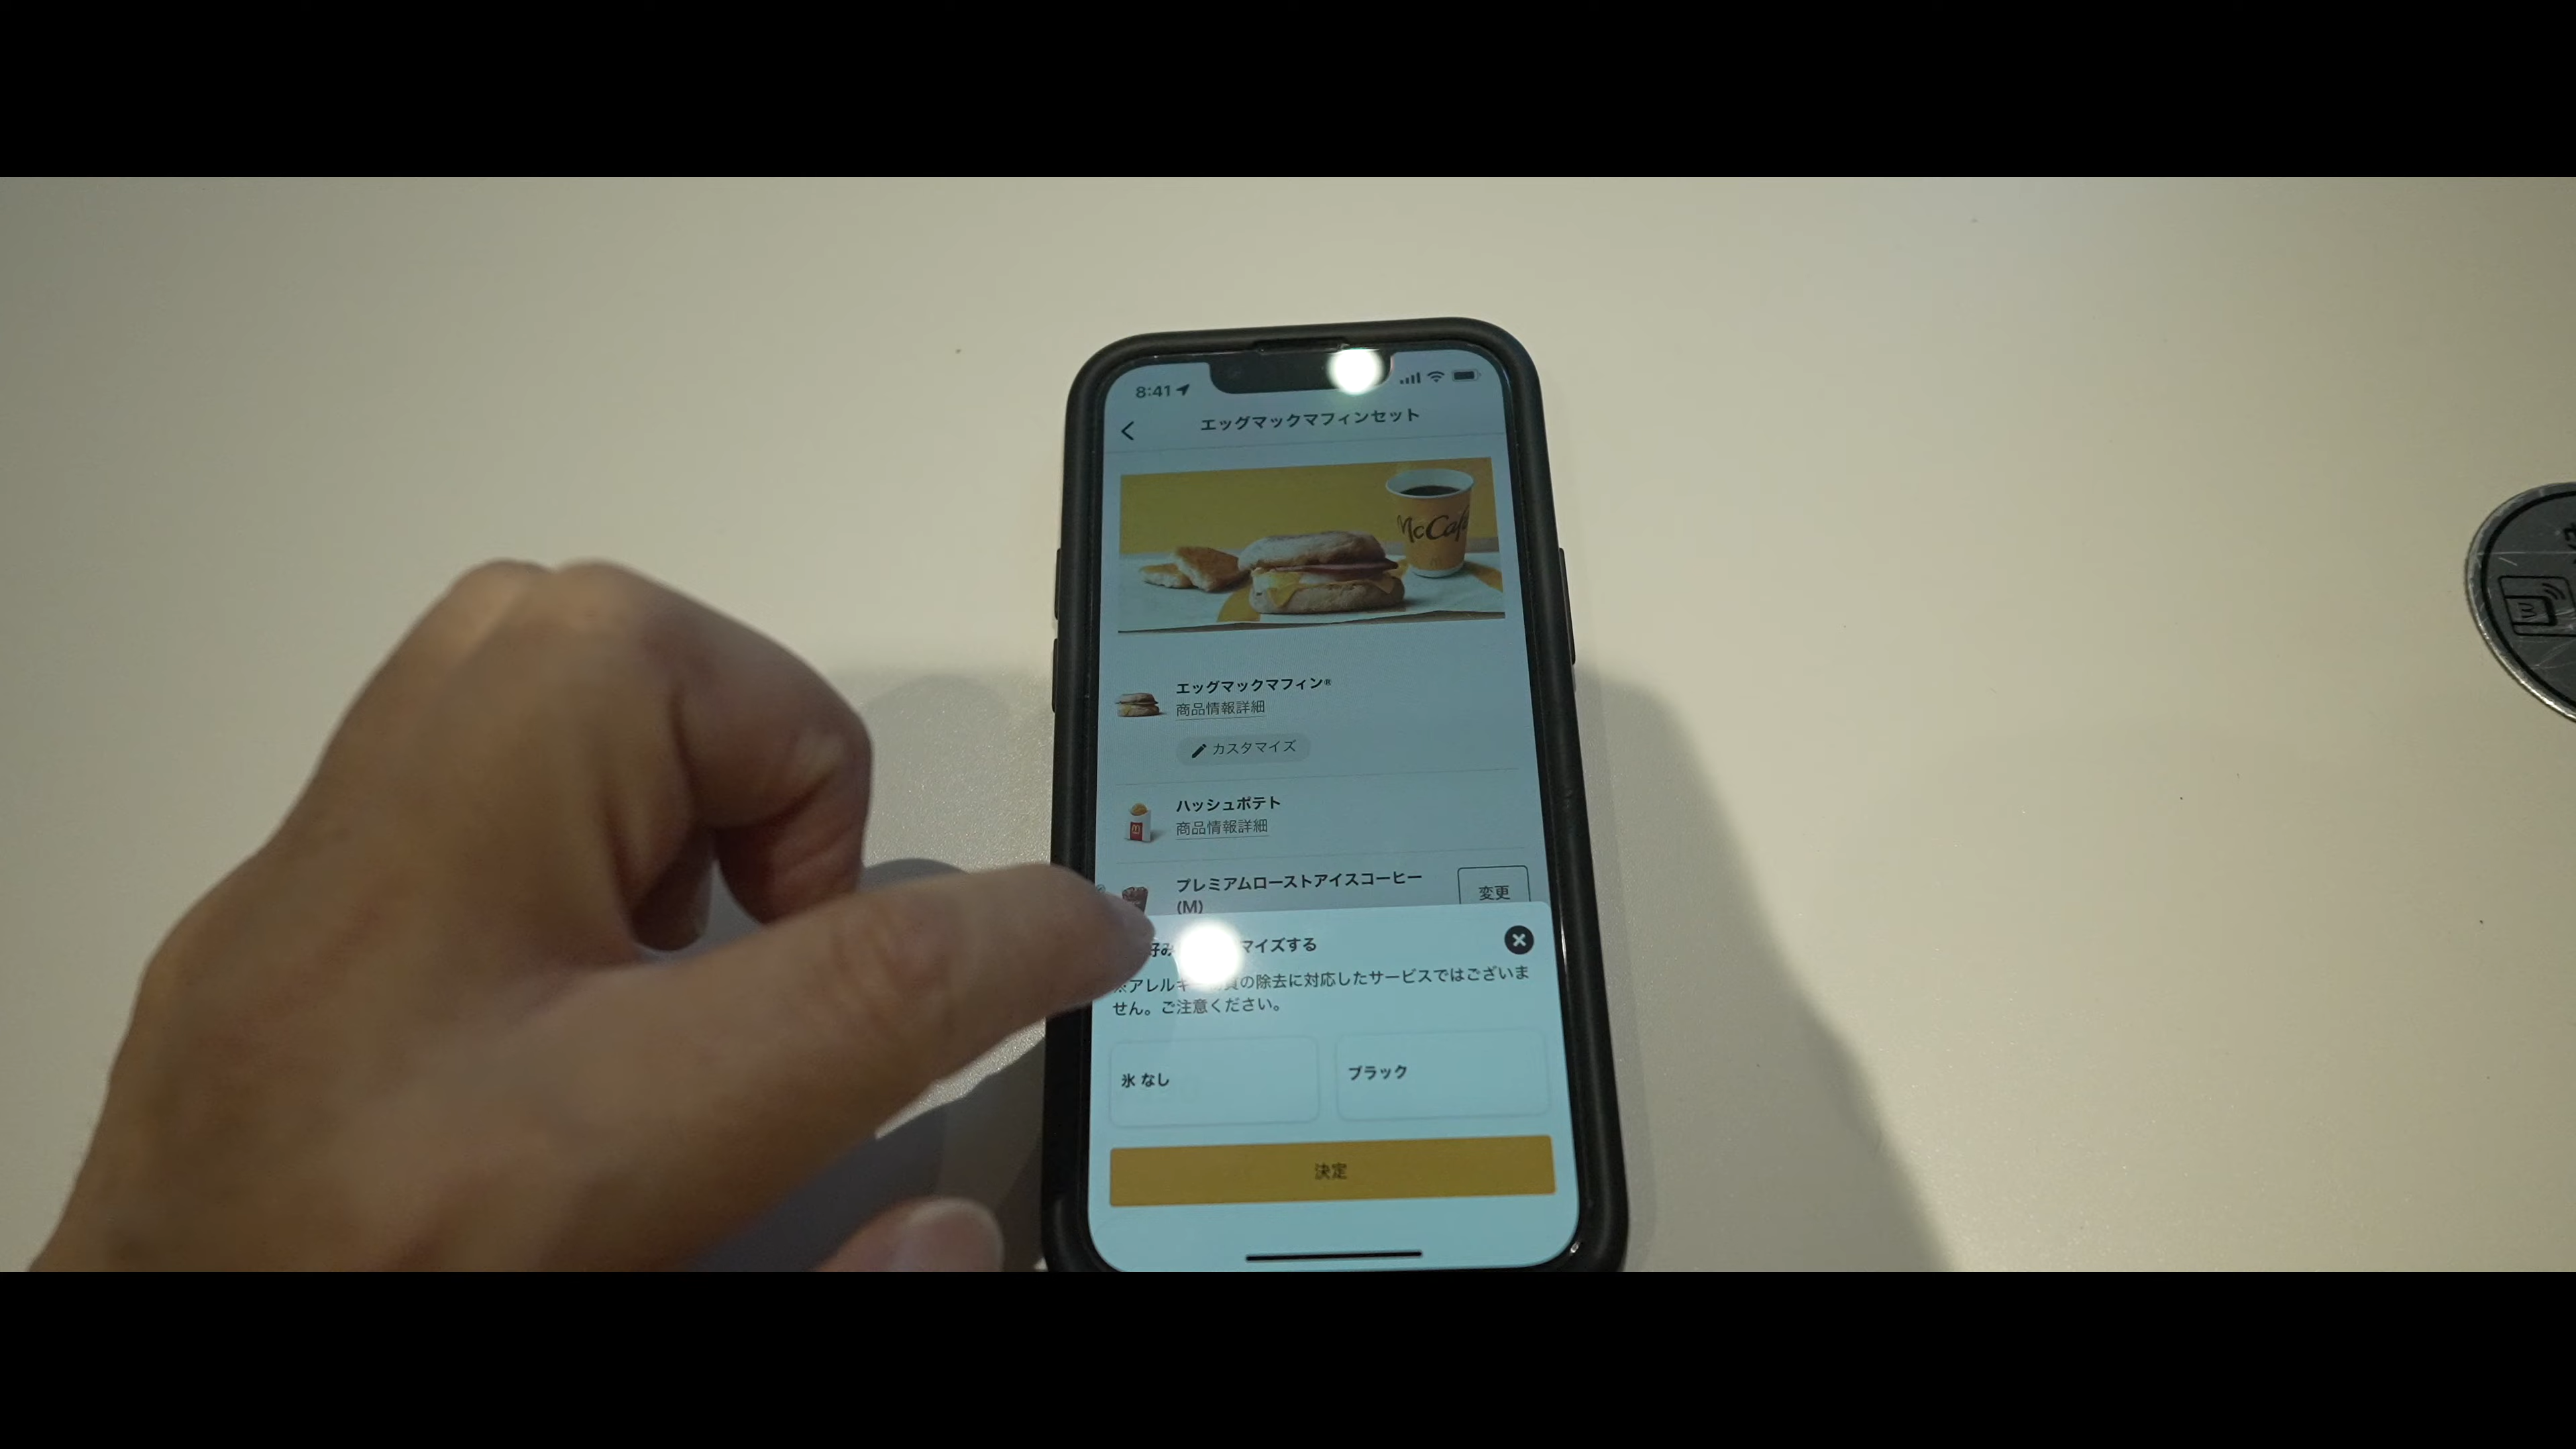 8:41
エッグマックマフィンセット
McCafé
エッグマックマフィン®
商品情報詳細
カスタマイズ
ハッシュポテト
商品情報詳細
プレミアムローストアイスコーヒー
(M)
変更
好み マイズする
※アレルギ の除去に対応したサービスではございま
せん。ご注意ください。
氷 なし
ブラック
決定